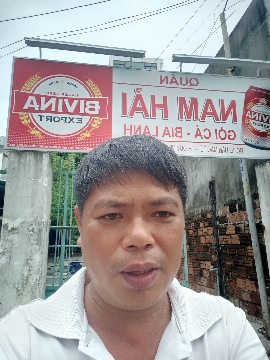 BIVINA
EXPORT
QUÁN
NAM HẢI
GỎI CÁ - BIA LẠNH
BIVINA